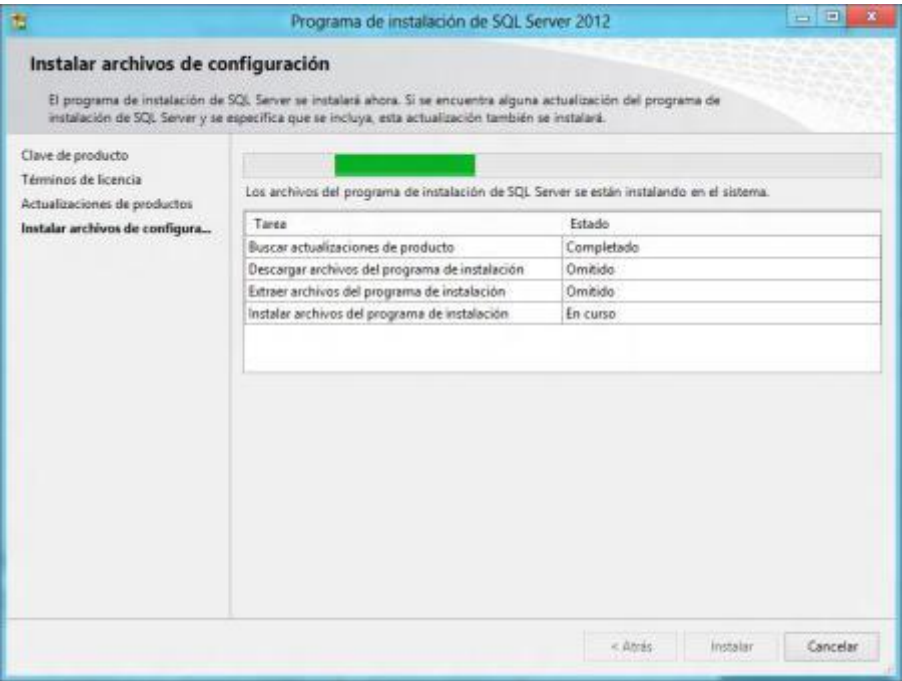 Programa de instalación de SQL Server 2012
Instalar archivos de configuración
El programa de instalación de SQL Server se instalará ahora. Si se encuentra alguna actualización del programa de
instalación de SQL Server y se especifica que se incluya, esta actualización también se instalará.
Clave de producto
Términos de licencia
Actualizaciones de productos
Instalar archivos de configura...
Los archivos del programa de instalación de SQL Server se están instalando en el sistema.
Tarea Estado
Buscar actualizaciones de producto Completado
Descargar archivos del programa de instalación Omitido
Extraer archivos del programa de instalación Omitido
Instalar archivos del programa de instalación En curso
< Atrás Instalar Cancelar